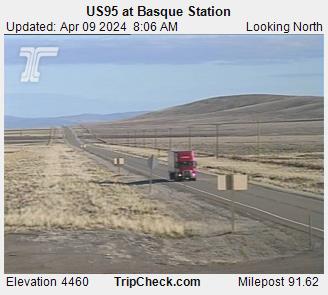 US95 at Basque Station
Updated: Apr 09 2024 8:06 AM Looking North
Elevation 4460 TripCheck.com Milepost 91.62